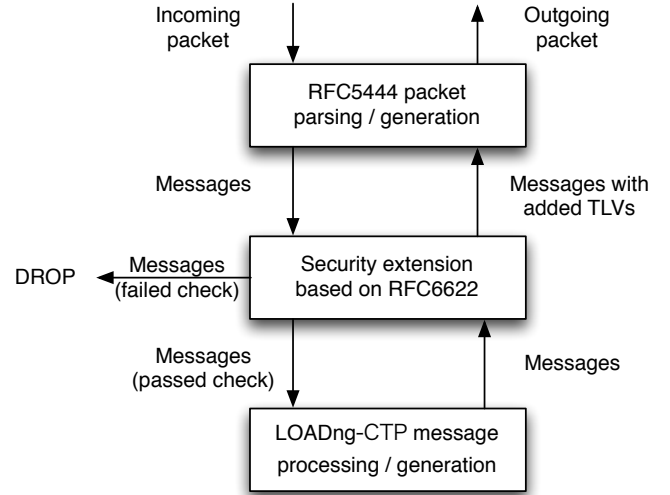 Incoming
packet
Outgoing
packet
RFC5444 packet
parsing / generation
Messages
Messages with
added TLVs
DROP
Messages
(failed check)
Security extension
based on RFC6622
Messages
(passed check)
Messages
LOADng-CTP message
processing / generation